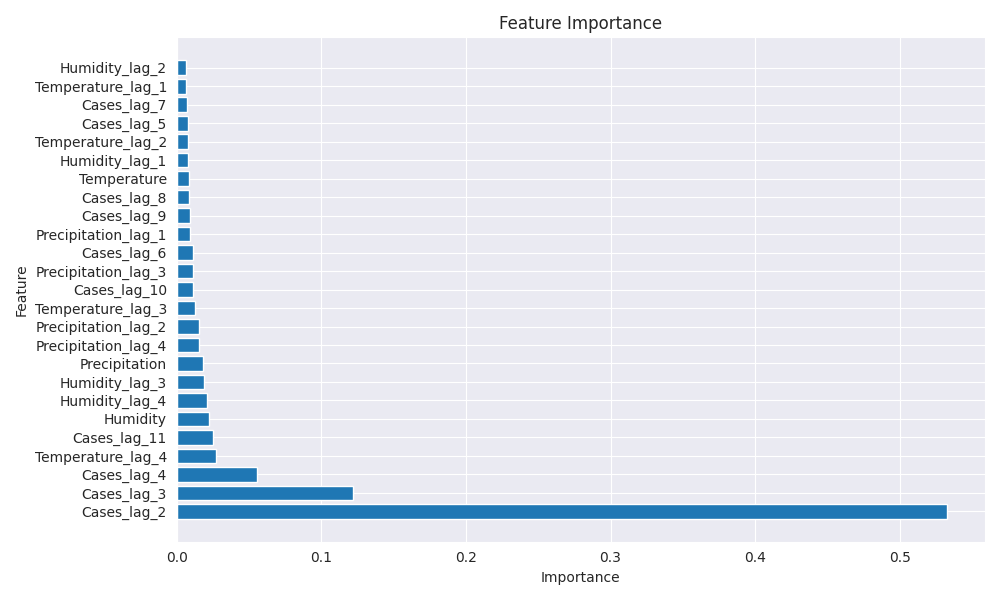 Feature Importance
Humidity_lag_2
Temperature_lag_1
Cases_lag_7
Cases_lag_5
Temperature_lag_2
Humidity_lag_1
Temperature
Cases_lag_8
Cases_lag_9
Precipitation_lag_1
Cases_lag_6
Precipitation_lag_3
Cases_lag_10
Temperature_lag_3
Precipitation_lag_2
Precipitation_lag_4
Precipitation
Humidity_lag_3
Humidity_lag_4
Humidity
Cases_lag_11
Temperature_lag_4
Cases_lag_4
Cases_lag_3
Cases_lag_2
Feature
0.0 0.1 0.2 0.3 0.4 0.5
Importance